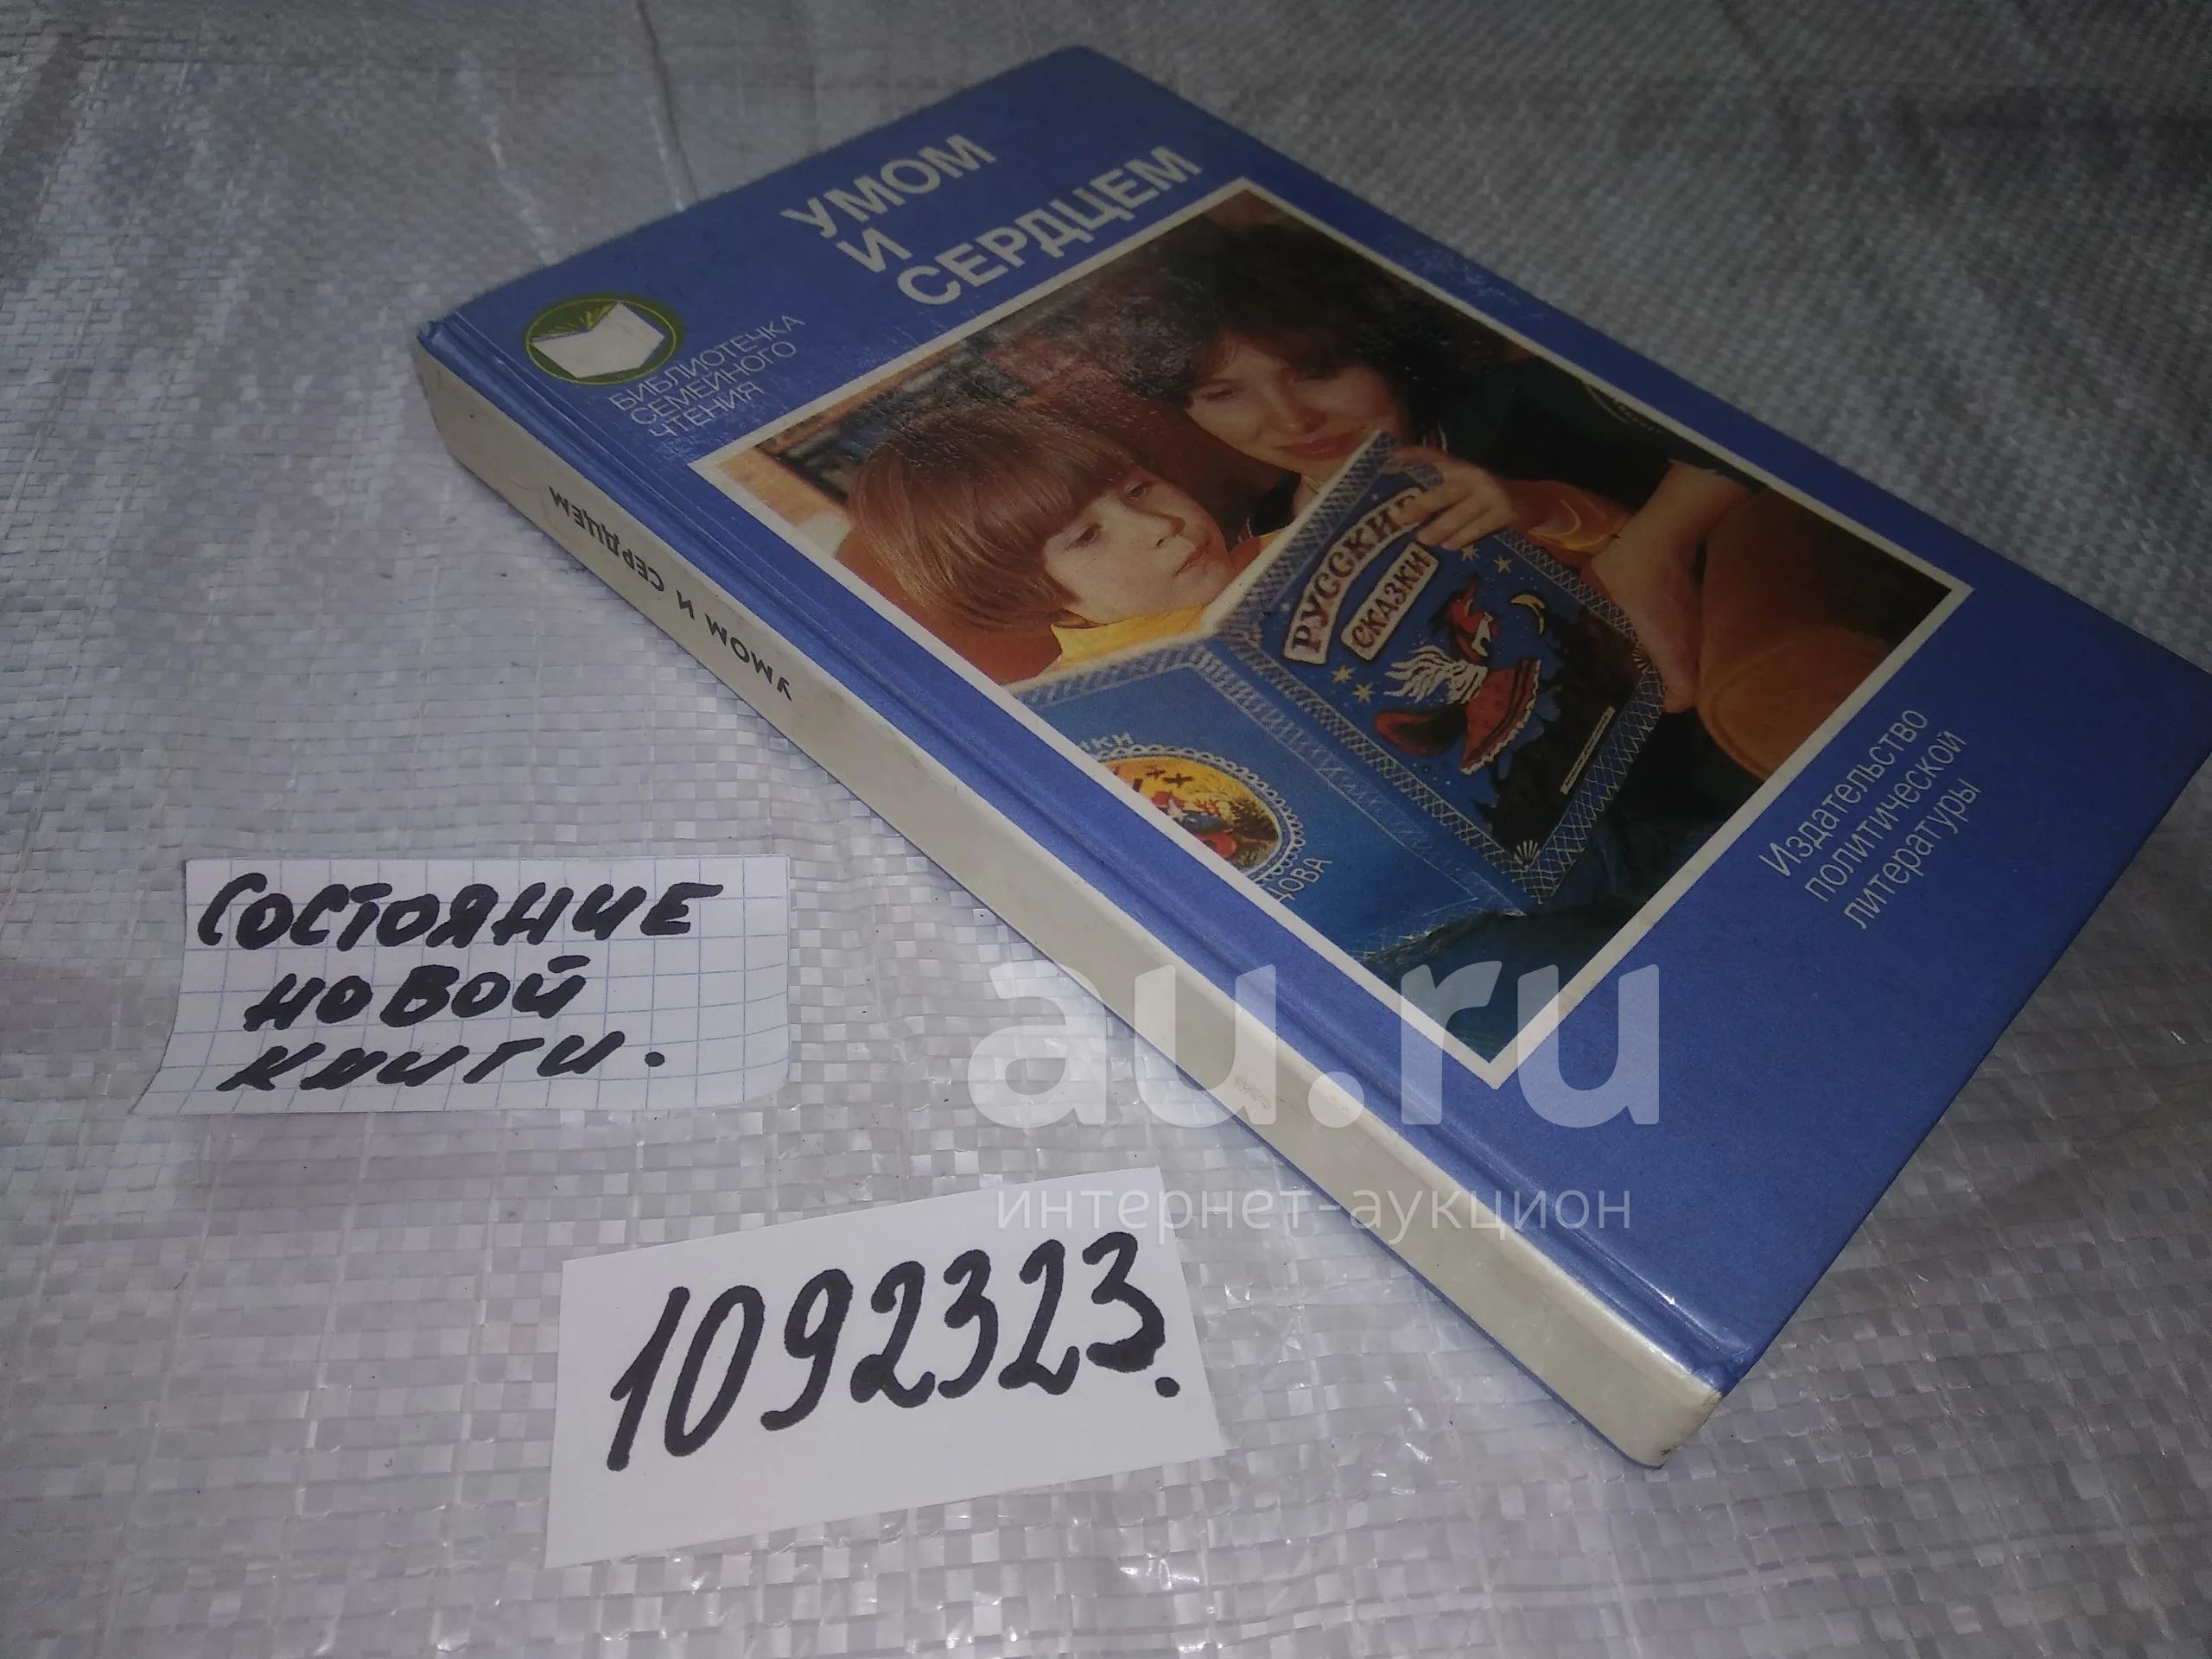 УМОМ
И
СЕРДЦЕМ
БИБЛИОТЕЧКА
СЕМЕЙНОГО
ЧТЕНИЯ
УМОМ И СЕРДЦЕМ
РУССКИЕ
СКАЗКИ
Издательство
политической
литературы
СОСТОЯНИЕ
НОВОЙ
КНИГИ.
au.ru
интернет-аукцион
1092323.